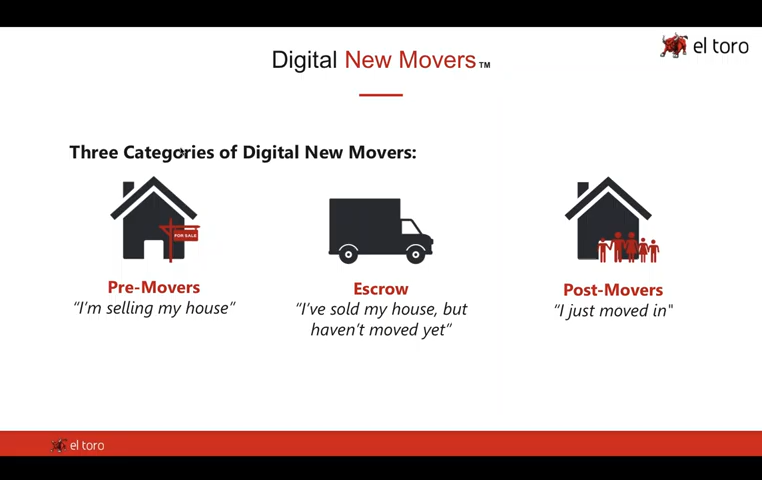 Digital New Movers™
el toro
Three Categories of Digital New Movers:
FOR SALE
Pre-Movers
“I’m selling my house”
Escrow
“I’ve sold my house, but
haven’t moved yet”
Post-Movers
“I just moved in"
el toro